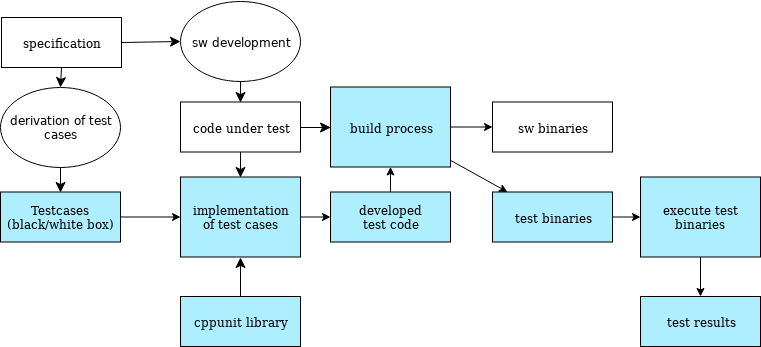 specification
sw development
derivation of test
cases
code under test
build process
sw binaries
Testcases
(black/white box)
implementation
of test cases
developed
test code
test binaries
execute test
binaries
cppunit library
test results